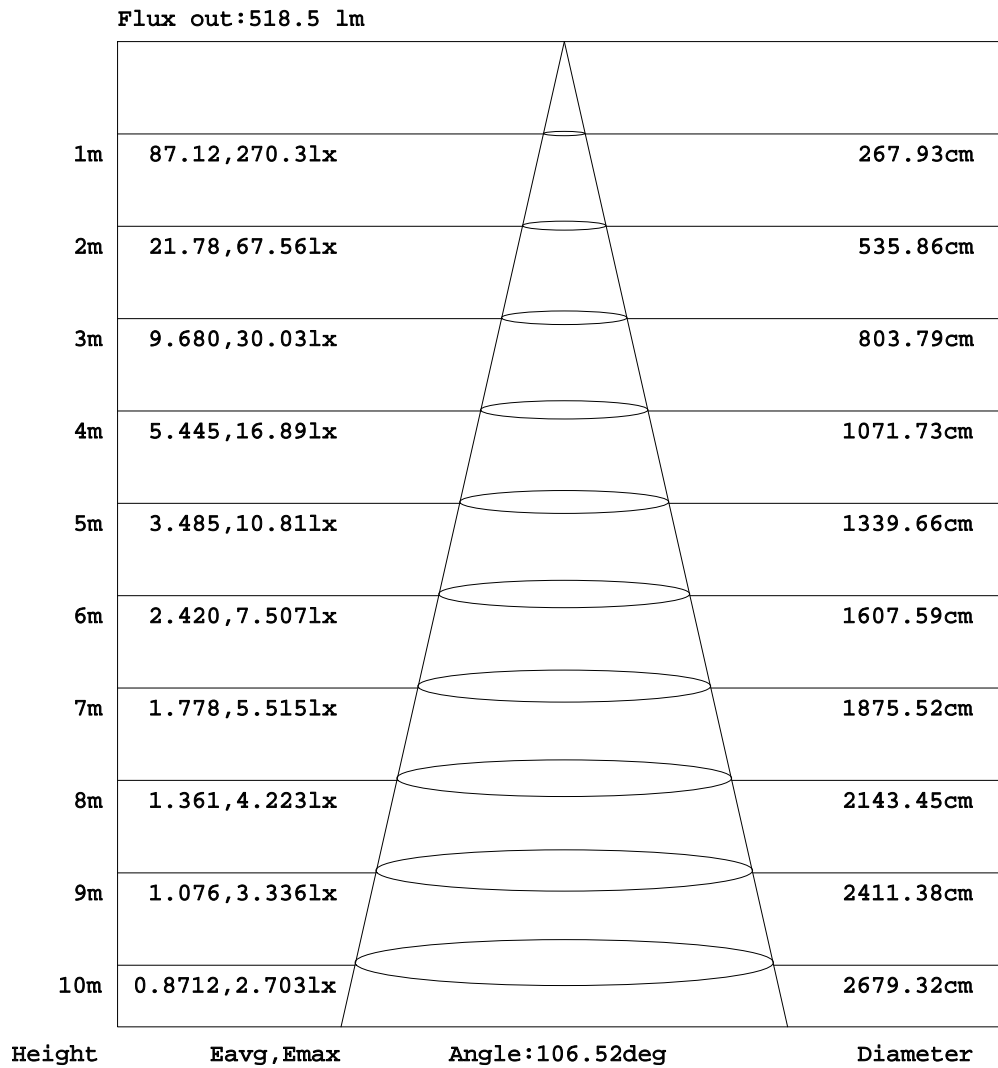 Flux out:518.5 lm
1m 87.12,270.3lx 267.93cm
2m 21.78,67.56lx 535.86cm
3m 9.680,30.03lx 803.79cm
4m 5.445,16.89lx 1071.73cm
5m 3.485,10.81lx 1339.66cm
6m 2.420,7.507lx 1607.59cm
7m 1.778,5.515lx 1875.52cm
8m 1.361,4.223lx 2143.45cm
9m 1.076,3.336lx 2411.38cm
10m 0.8712,2.703lx 2679.32cm
Height Eavg,Emax Angle:106.52deg Diameter